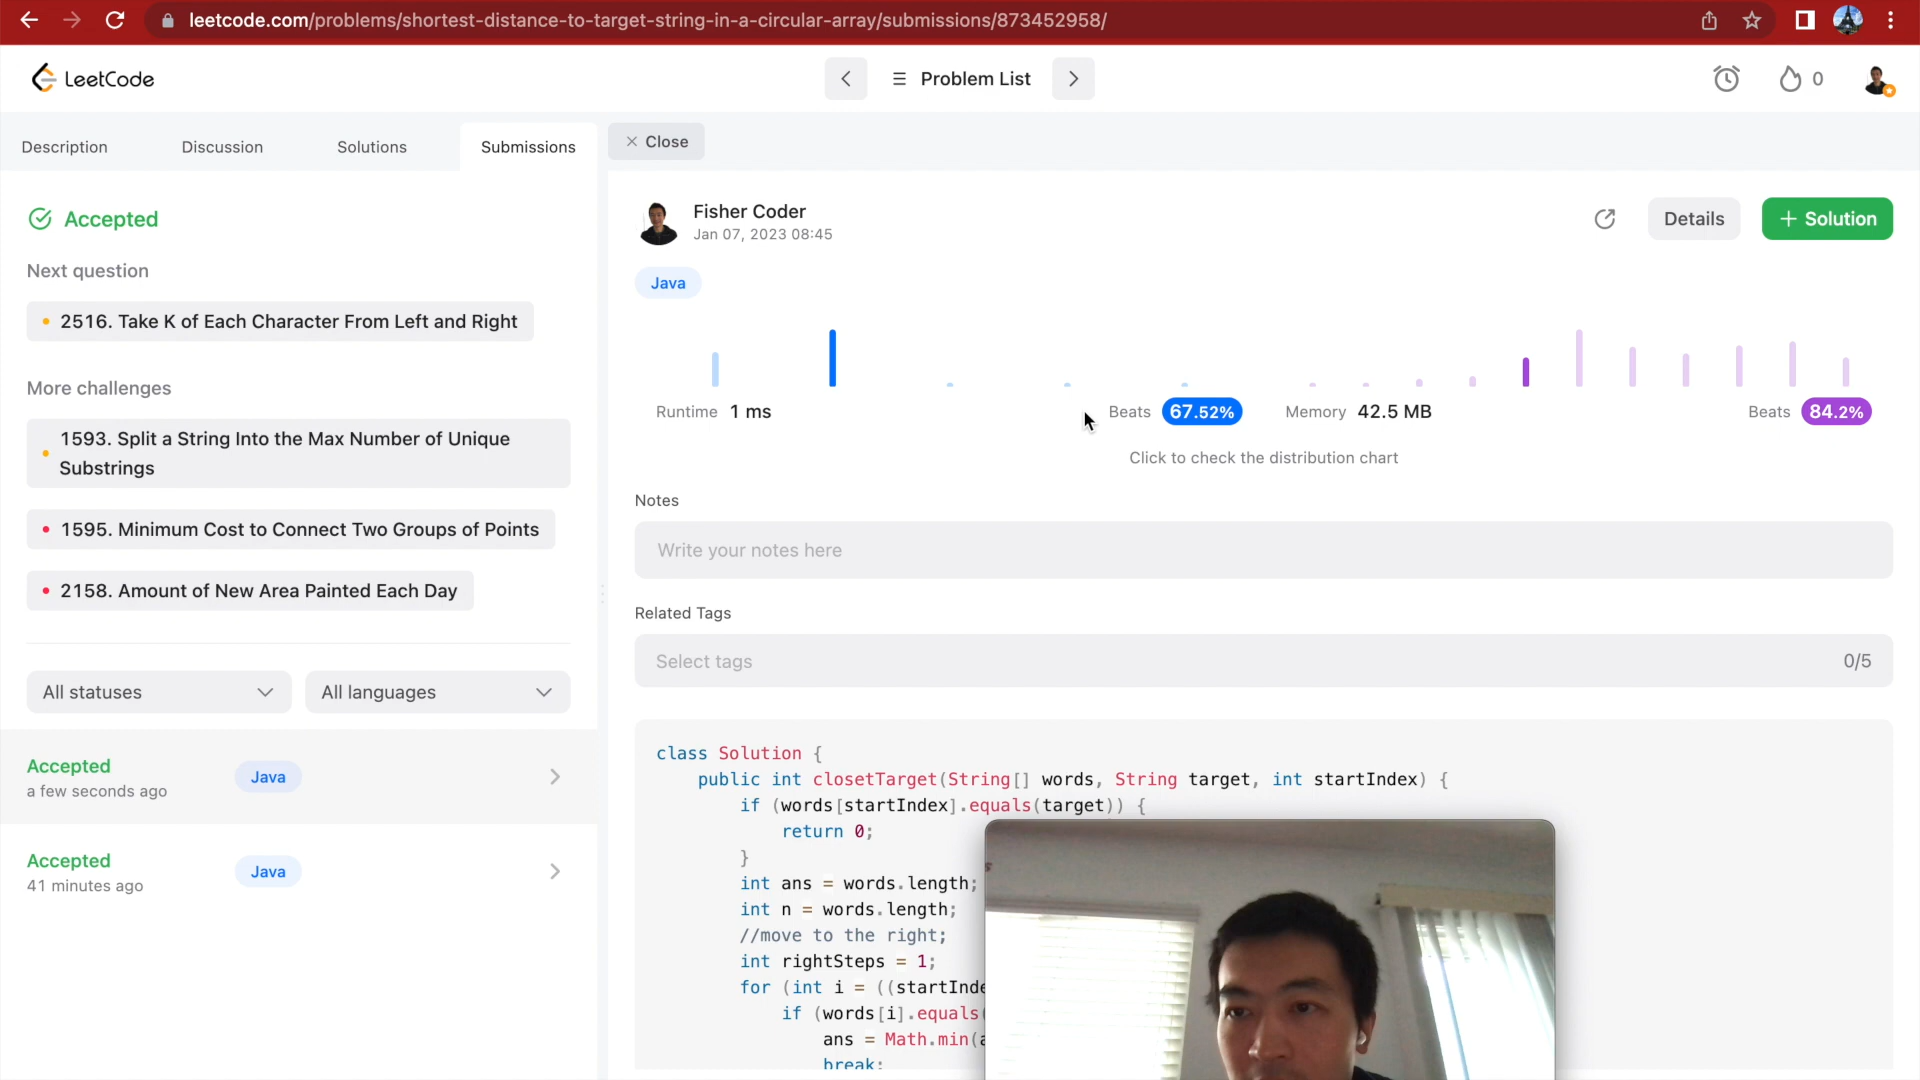 leetcode.com/problems/shortest-distance-to-target-string-in-a-circular-array/submissions/873452958/
LeetCode
Problem List
0
Description
Discussion
Solutions
Submissions
Close
Accepted
Next question
2516. Take K of Each Character From Left and Right
More challenges
1593. Split a String Into the Max Number of Unique
Substrings
1595. Minimum Cost to Connect Two Groups of Points
2158. Amount of New Area Painted Each Day
All statuses
All languages
Accepted
a few seconds ago
Java
Accepted
41 minutes ago
Java
Fisher Coder
Jan 07, 2023 08:45
Details
+ Solution
Java
Runtime 1 ms
Beats 67.52%
Memory 42.5 MB
Beats 84.2%
Click to check the distribution chart
Notes
Write your notes here
Related Tags
Select tags
0/5
class Solution {
public int closetTarget(String[] words, String target, int startIndex) {
if (words[startIndex].equals(target)) {
return 0;
}
int ans = words.length;
int n = words.length;
//move to the right;
int rightSteps = 1;
for (int i = ((startInde
if (words[i].equals(
ans = Math.min(a
break;